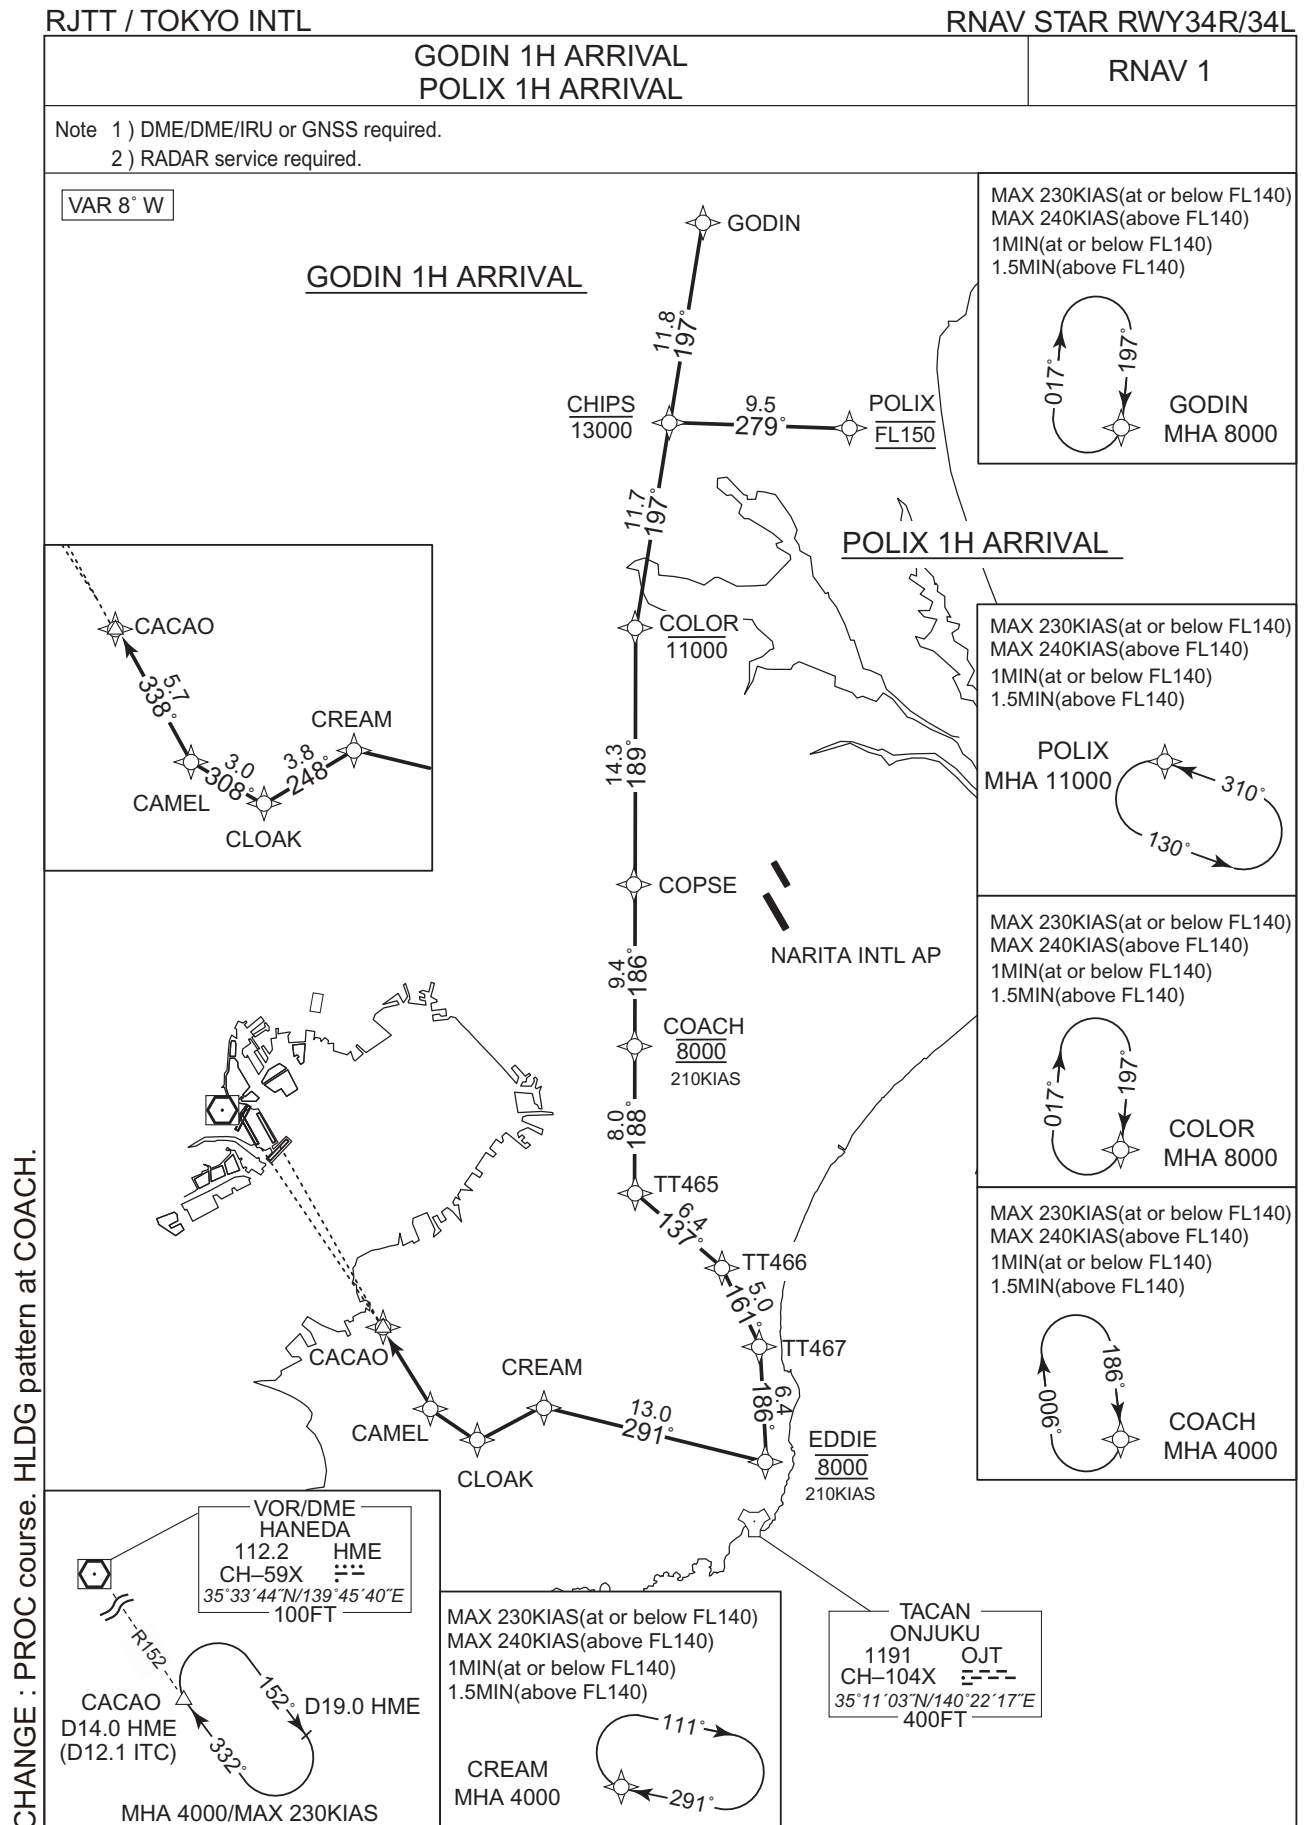 RJTT / TOKYO INTL
RNAV STAR RWY34R/34L
GODIN 1H ARRIVAL
POLIX 1H ARRIVAL
RNAV 1
Note 1 ) DME/DME/IRU or GNSS required.
2 ) RADAR service required.
VAR 8° W
GODIN 1H ARRIVAL
GODIN
11.8
197°
CHIPS
13000
9.5
279°
POLIX
FL150
11.7
197°
POLIX 1H ARRIVAL
COLOR
11000
14.3
189°
COPSE
NARITA INTL AP
9.4
186°
COACH
8000
210KIAS
8.0
188°
TT465
6.4
137°
TT466
5.0
161°
TT467
6.4
186°
EDDIE
8000
210KIAS
13.0
291°
CREAM
CLOAK
CAMEL
CACAO
CACAO
5.7
338°
CREAM
3.0
308°
3.8
248°
CAMEL
CLOAK
MAX 230KIAS(at or below FL140)
MAX 240KIAS(above FL140)
1MIN(at or below FL140)
1.5MIN(above FL140)
017°
197°
GODIN
MHA 8000
MAX 230KIAS(at or below FL140)
MAX 240KIAS(above FL140)
1MIN(at or below FL140)
1.5MIN(above FL140)
POLIX
MHA 11000
310°
130°
MAX 230KIAS(at or below FL140)
MAX 240KIAS(above FL140)
1MIN(at or below FL140)
1.5MIN(above FL140)
017°
197°
COLOR
MHA 8000
MAX 230KIAS(at or below FL140)
MAX 240KIAS(above FL140)
1MIN(at or below FL140)
1.5MIN(above FL140)
186°
006°
COACH
MHA 4000
VOR/DME
HANEDA
112.2 HME
CH–59X
35°33´44˝N/139°45´40˝E
100FT
R152
CACAO
D14.0 HME
(D12.1 ITC)
152°
D19.0 HME
332°
MHA 4000/MAX 230KIAS
MAX 230KIAS(at or below FL140)
MAX 240KIAS(above FL140)
1MIN(at or below FL140)
1.5MIN(above FL140)
111°
CREAM
MHA 4000
291°
TACAN
ONJUKU
1191 OJT
CH–104X
35°11´03˝N/140°22´17˝E
400FT
CHANGE : PROC course. HLDG pattern at COACH.